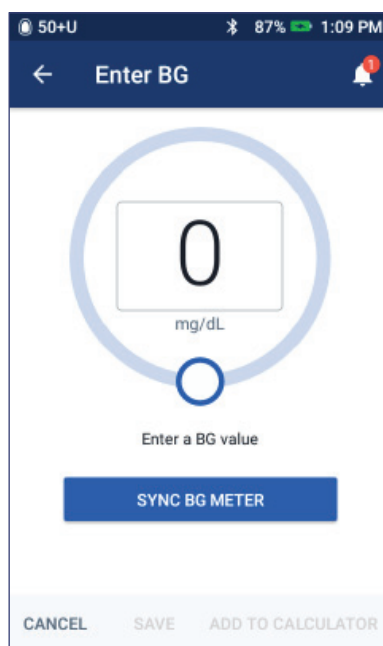 50+U 87% 1:09 PM
Enter BG 1
0
mg/dL
Enter a BG value
SYNC BG METER
CANCEL SAVE ADD TO CALCULATOR